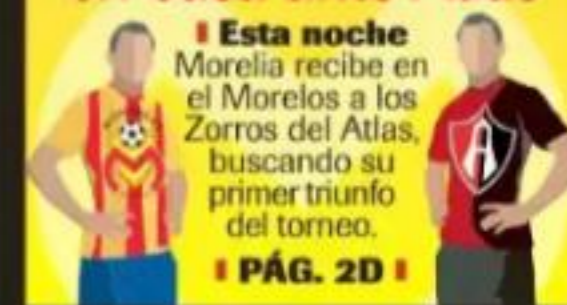 Esta noche
Morelia recibe en
el Morelos a los
Zorros del Atlas,
buscando su
primer triunfo
del torneo.
PÁG. 2D
A